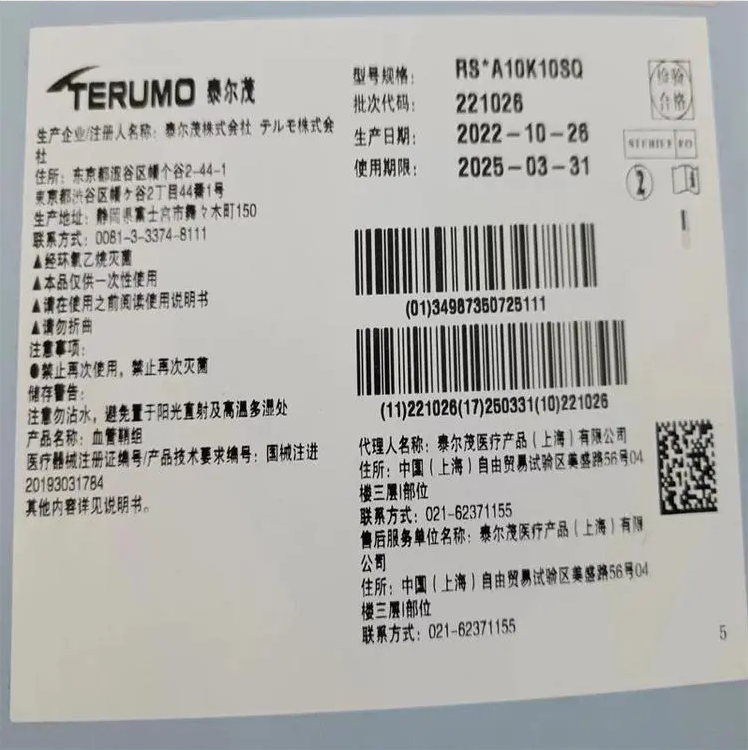 TERUMO 泰尔茂
生产企业/注册人名称: 泰尔茂株式会社 テルモ株式会
社
住所: 东京都涩谷区幡个谷2-44-1
東京都渋谷区幡ヶ谷2丁目44番1号
生产地址: 静岡県富士宮市舞々木町150
联系方式: 0081-3-3374-8111
▲经环氧乙烷灭菌
▲本品仅供一次性使用
▲请在使用之前阅读使用说明书
▲请勿折曲
注意事项:
●禁止再次使用, 禁止再次灭菌
储存警告:
注意勿沾水, 避免置于阳光直射及高温多湿处
产品名称: 血管鞘组
医疗器械注册证编号/产品技术要求编号: 国械注进
20193031784
其他内容详见说明书。
型号规格: RS*A10K10SQ
批次代码: 221026
生产日期: 2022-10-26
使用期限: 2025-03-31
检验
合格
STERILE EO
2
i
(01)34987350725111
(11)221026(17)250331(10)221026
代理人名称: 泰尔茂医疗产品(上海)有限公司
住所: 中国(上海)自由贸易试验区美盛路56号04
楼三层I部位
联系方式: 021-62371155
售后服务单位名称: 泰尔茂医疗产品(上海)有限
公司
住所: 中国(上海)自由贸易试验区美盛路56号04
楼三层I部位
联系方式: 021-62371155
5